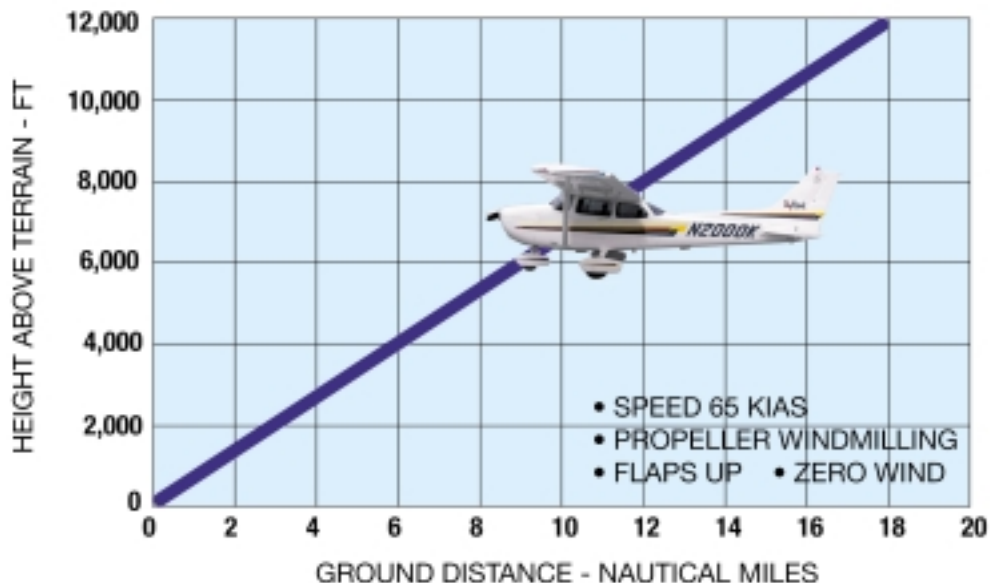 HEIGHT ABOVE TERRAIN - FT
12,000
10,000
8,000
6,000
4,000
2,000
0
N2000K
• SPEED 65 KIAS
• PROPELLER WINDMILLING
• FLAPS UP • ZERO WIND
0 2 4 6 8 10 12 14 16 18 20
GROUND DISTANCE - NAUTICAL MILES